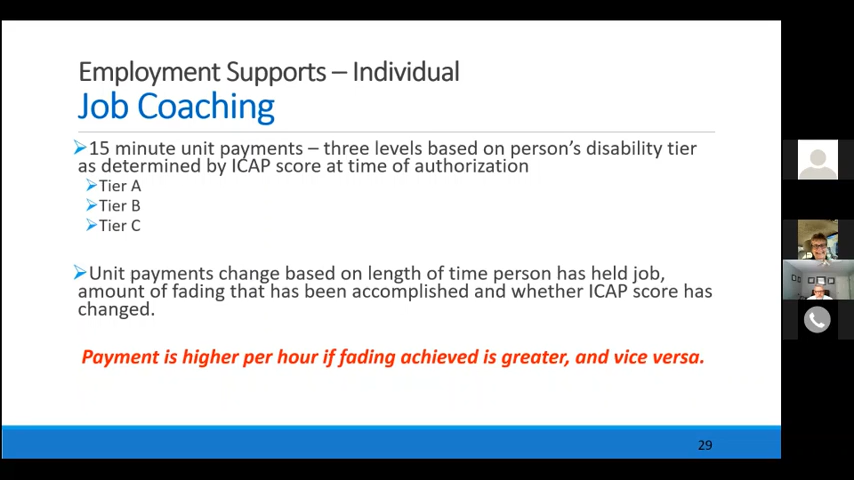 Employment Supports – Individual
Job Coaching
15 minute unit payments – three levels based on person's disability tier
as determined by ICAP score at time of authorization
Tier A
Tier B
Tier C
Unit payments change based on length of time person has held job,
amount of fading that has been accomplished and whether ICAP score has
changed.
Payment is higher per hour if fading achieved is greater, and vice versa.
29